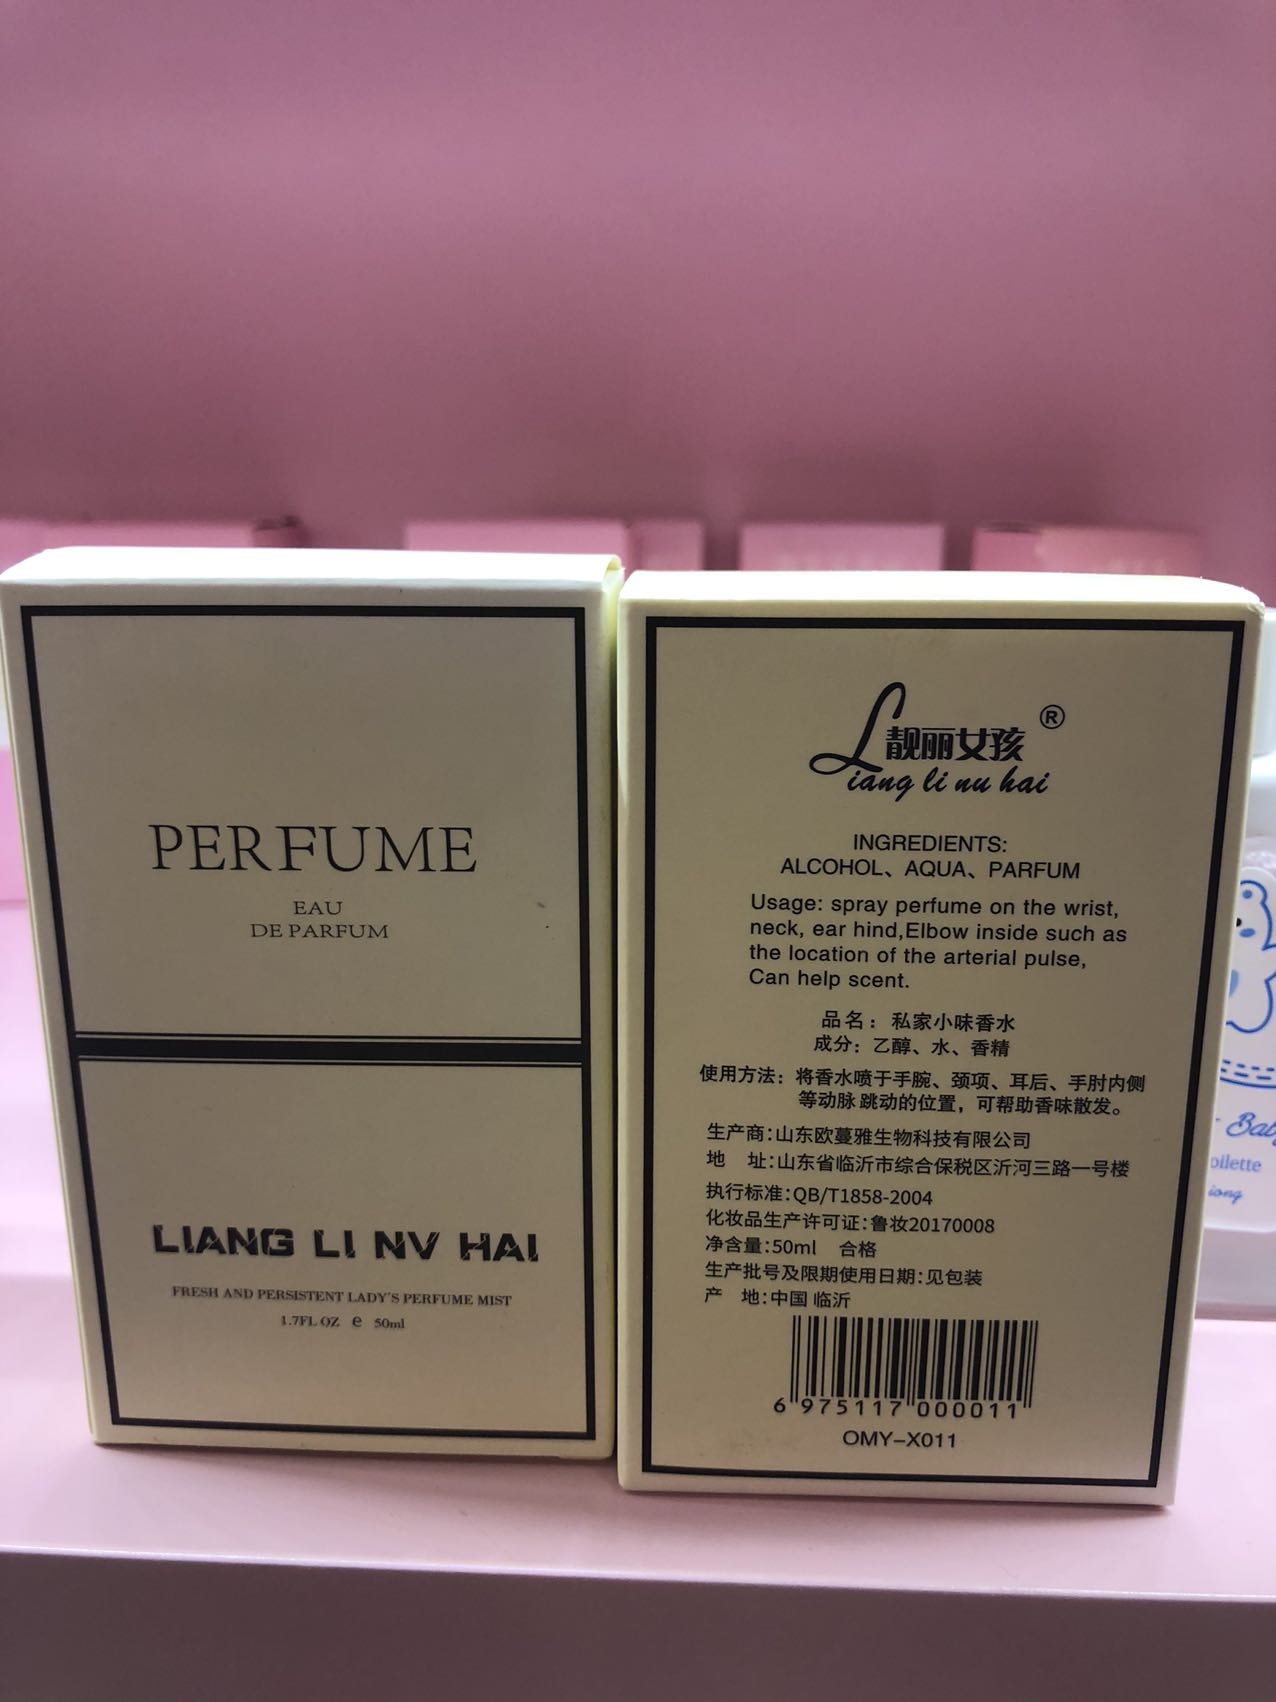 PERFUME
EAU
DE PARFUM
LIANG LI NV HAI
FRESH AND PERSISTENT LADY'S PERFUME MIST
1.7FL OZ e 50ml
靓丽女孩®
Liang li nu hai
INGREDIENTS:
ALCOHOL、AQUA、PARFUM
Usage: spray perfume on the wrist,
neck, ear hind,Elbow inside such as
the location of the arterial pulse,
Can help scent.
品名：私家小味香水
成分：乙醇、水、香精
使用方法：将香水喷于手腕、颈项、耳后、手肘内侧
等动脉跳动的位置，可帮助香味散发。
生产商：山东欧蔓雅生物科技有限公司
地 址：山东省临沂市综合保税区沂河三路一号楼
执行标准：QB/T1858-2004
化妆品生产许可证：鲁妆20170008
净含量：50ml 合格
生产批号及限期使用日期：见包装
产 地：中国 临沂
6 975117 000011
OMY-X011